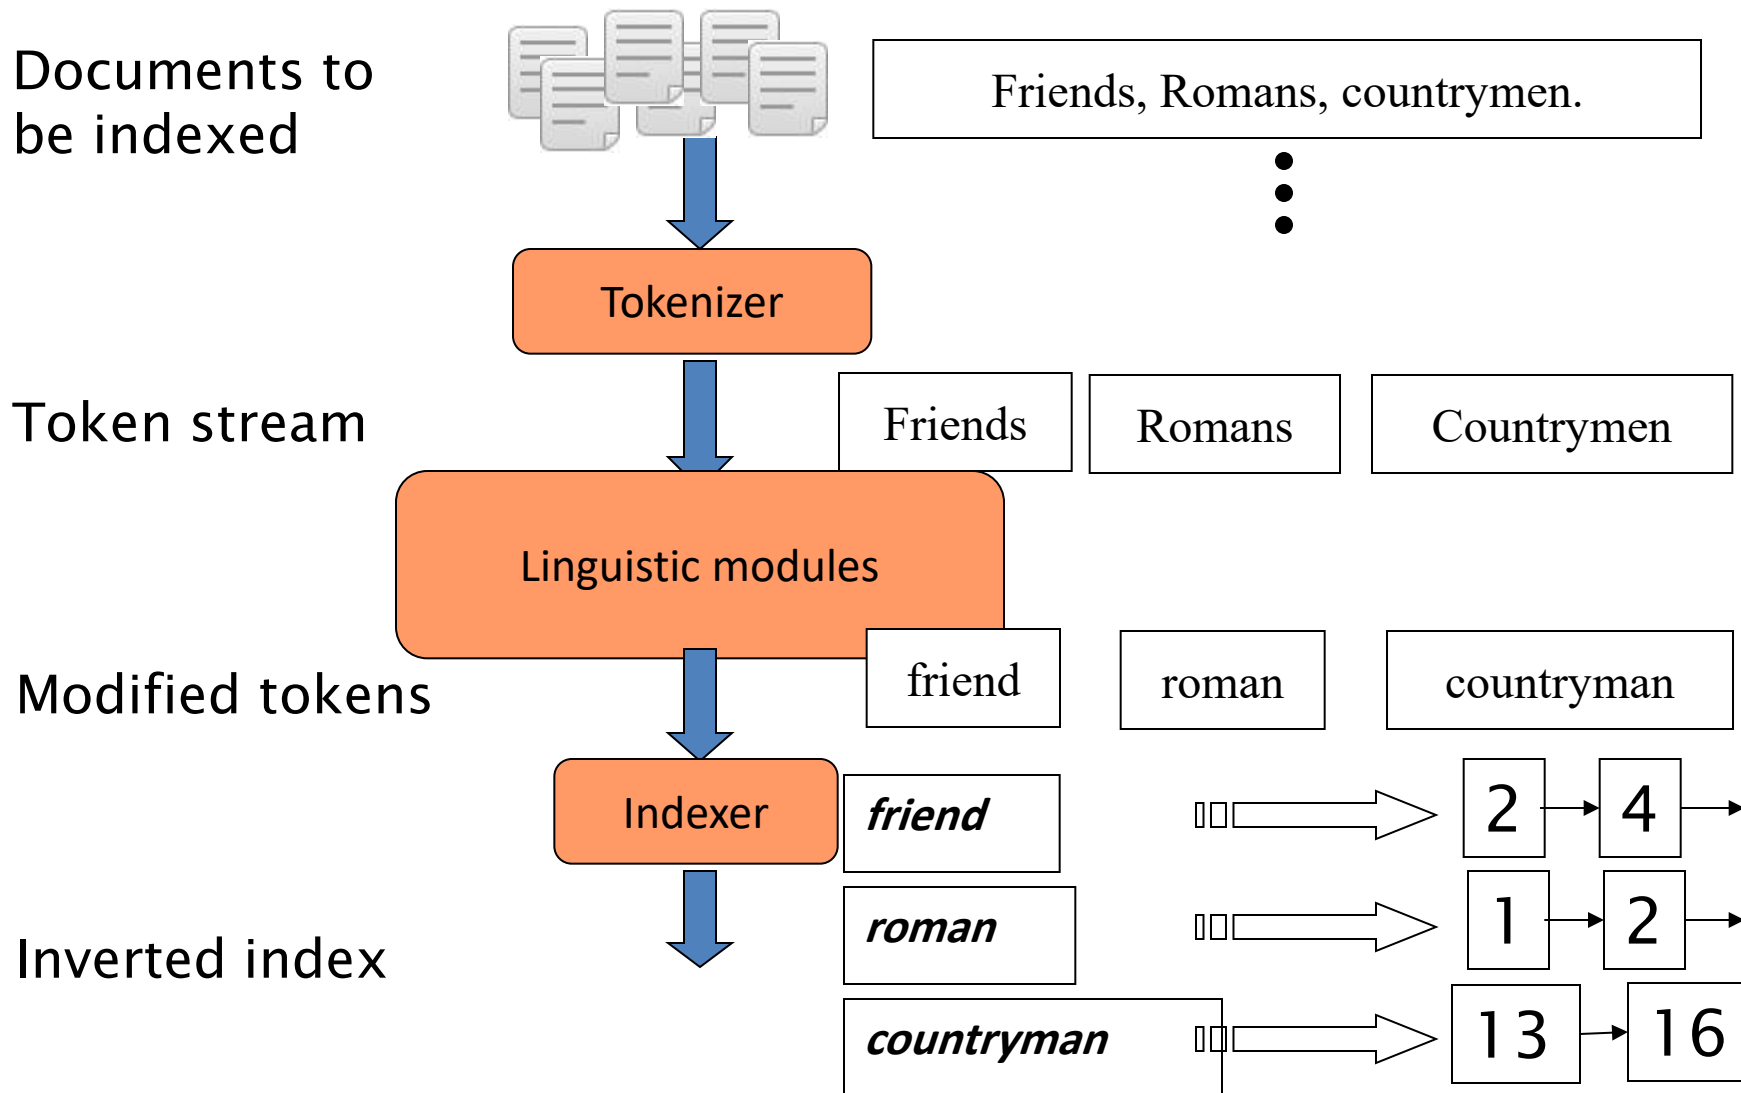 Documents to
be indexed
Friends, Romans, countrymen.
Tokenizer
Token stream
Friends
Romans
Countrymen
Linguistic modules
Modified tokens
friend
roman
countryman
Indexer
friend
2
4
roman
1
2
Inverted index
countryman
13
16